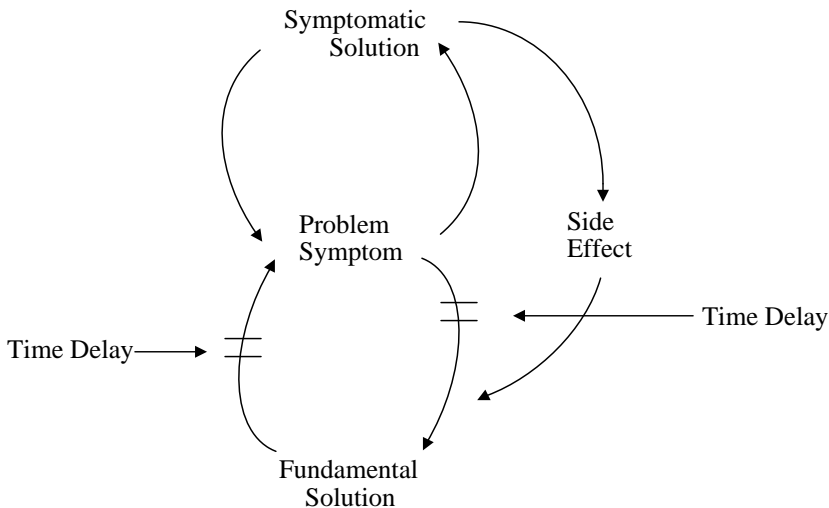 Symptomatic
Solution
Problem
Symptom
Side
Effect
Time Delay
Time Delay
Fundamental
Solution